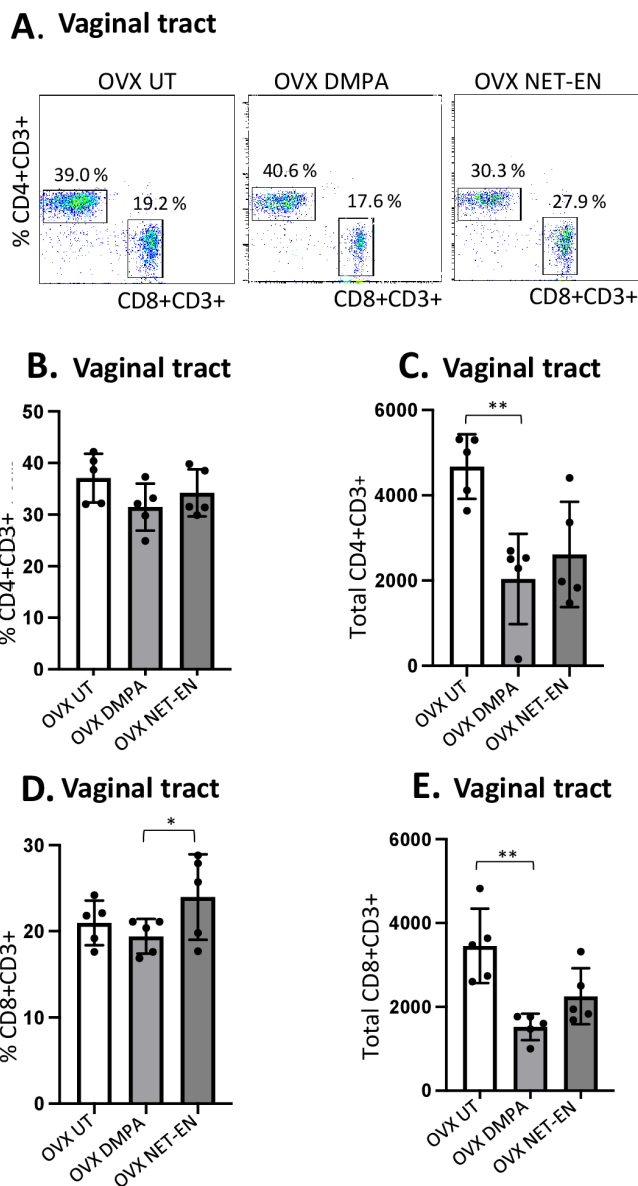 A. Vaginal tract
OVX UT OVX DMPA OVX NET-EN
% CD4+CD3+
39.0 % 19.2 %
40.6 % 17.6 %
30.3 % 27.9 %
CD8+CD3+ CD8+CD3+ CD8+CD3+
B. Vaginal tract
% CD4+CD3+
50
40
30
20
10
0
OVX UT
OVX DMPA
OVX NET-EN
C. Vaginal tract
Total CD4+CD3+
**
6000
4000
2000
0
OVX UT
OVX DMPA
OVX NET-EN
D. Vaginal tract
% CD8+CD3+
*
30
20
10
0
OVX UT
OVX DMPA
OVX NET-EN
E. Vaginal tract
Total CD8+CD3+
**
6000
4000
2000
0
OVX UT
OVX DMPA
OVX NET-EN